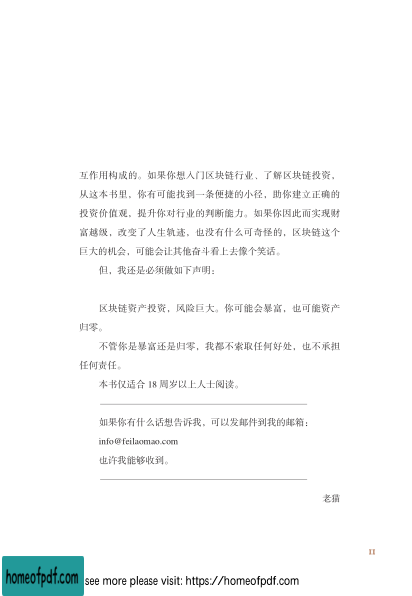 互作用构成的。如果你想入门区块链行业、了解区块链投资，
从这本书里，你有可能找到一条便捷的小径，助你建立正确的
投资价值观，提升你对行业的判断能力。如果你因此而实现财
富越级，改变了人生轨迹，也没有什么可奇怪的，区块链这个
巨大的机会，可能会让其他奋斗看上去像个笑话。
但，我还是必须做如下声明：
区块链资产投资，风险巨大。你可能会暴富，也可能资产
归零。
不管你是暴富还是归零，我都不索取任何好处，也不承担
任何责任。
本书仅适合 18 周岁以上人士阅读。
如果你有什么话想告诉我，可以发邮件到我的邮箱：
info@feilaomao.com
也许我能够收到。
老猫
II
homeofpdf.com
see more please visit: https://homeofpdf.com